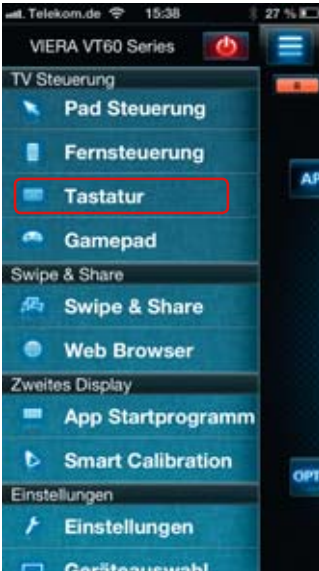 Telekom.de 15:38 27 %
VIERA VT60 Series
TV Steuerung
Pad Steuerung
Fernsteuerung
Tastatur
AP
Gamepad
Swipe & Share
Swipe & Share
Web Browser
Zweites Display
App Startprogramm
Smart Calibration
OPT
Einstellungen
Einstellungen
Geräteauswahl